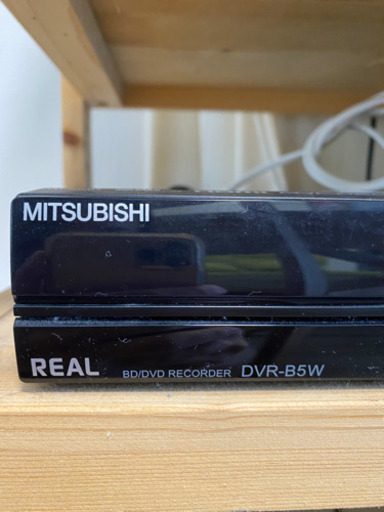 MITSUBISHI
REAL BD/DVD RECORDER DVR-B5W